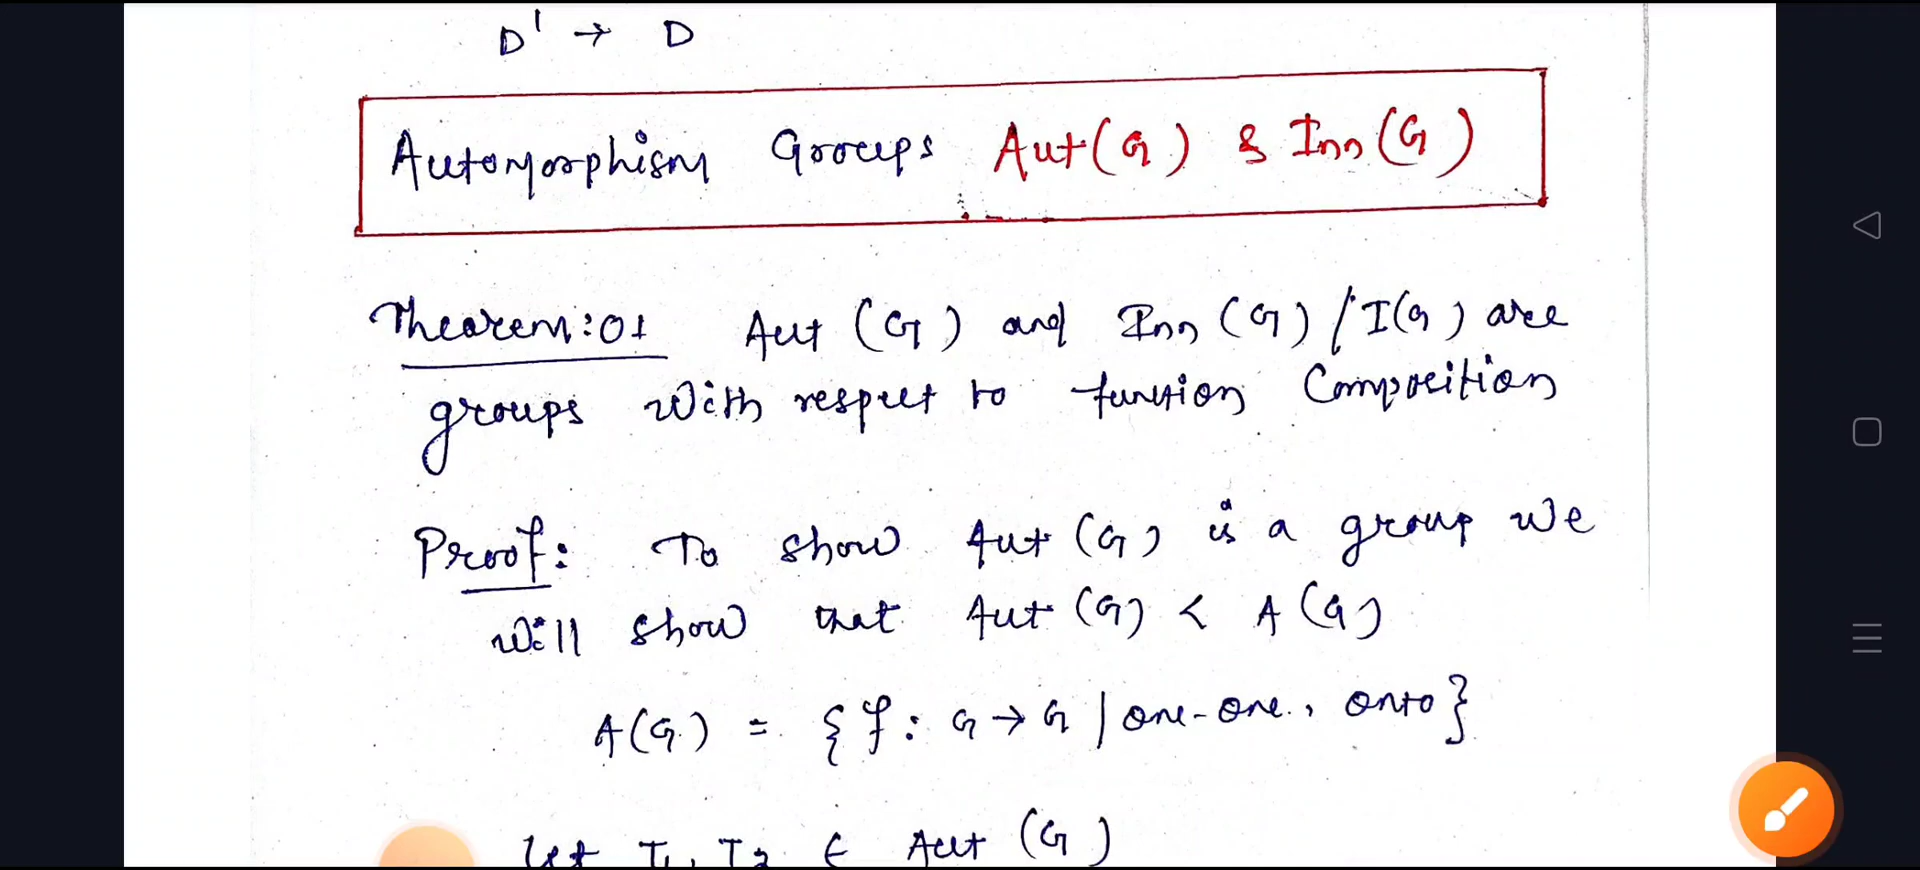 D' → D
Automorphism Groups Aut(G) & Inn(G)
Theorem:01 Aut (G) and Inn (G) / I(G) are
groups with respect to function Composition
Proof: To show Aut (G) is a group we
will show that Aut (G) < A (G)
A(G) = {f: G → G | one-one, onto}
Let T1, T2 ∈ Aut (G)